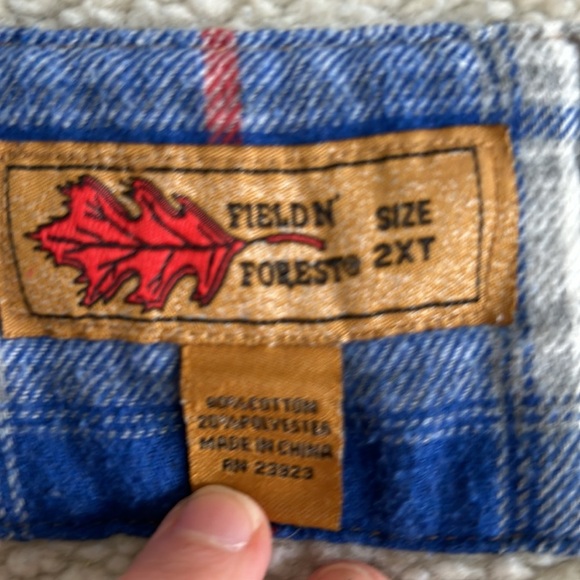 FIELD N'
FOREST®
SIZE
2XT
80% COTTON
20% POLYESTER
MADE IN CHINA
RN 23923